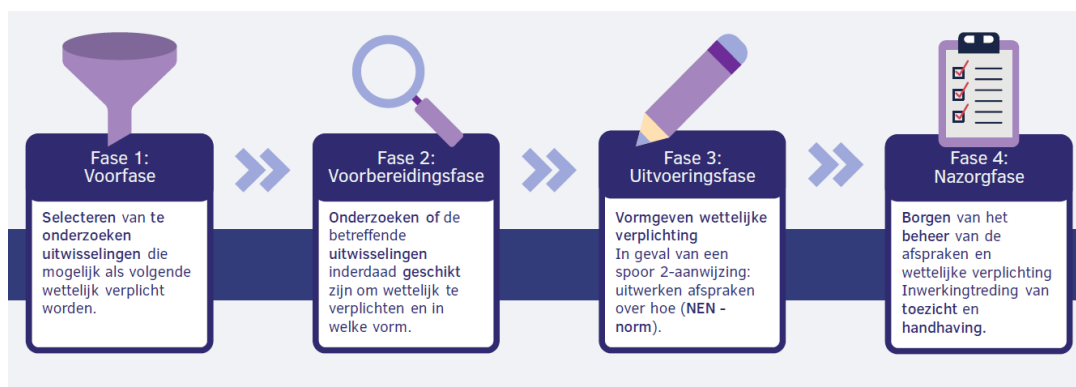 Fase 1:
Voorfase
Selecteren van te
onderzoeken
uitwisselingen die
mogelijk als volgende
wettelijk verplicht
worden.
Fase 2:
Voorbereidingsfase
Onderzoeken of de
betreffende
uitwisselingen
inderdaad geschikt
zijn om wettelijk te
verplichten en in
welke vorm.
Fase 3:
Uitvoeringsfase
Vormgeven wettelijke
verplichting
In geval van een
spoor 2-aanwijzing:
uitwerken afspraken
over hoe (NEN -
norm).
Fase 4:
Nazorgfase
Borgen van het
beheer van de
afspraken en
wettelijke verplichting
Inwerkingtreding van
toezicht en
handhaving.